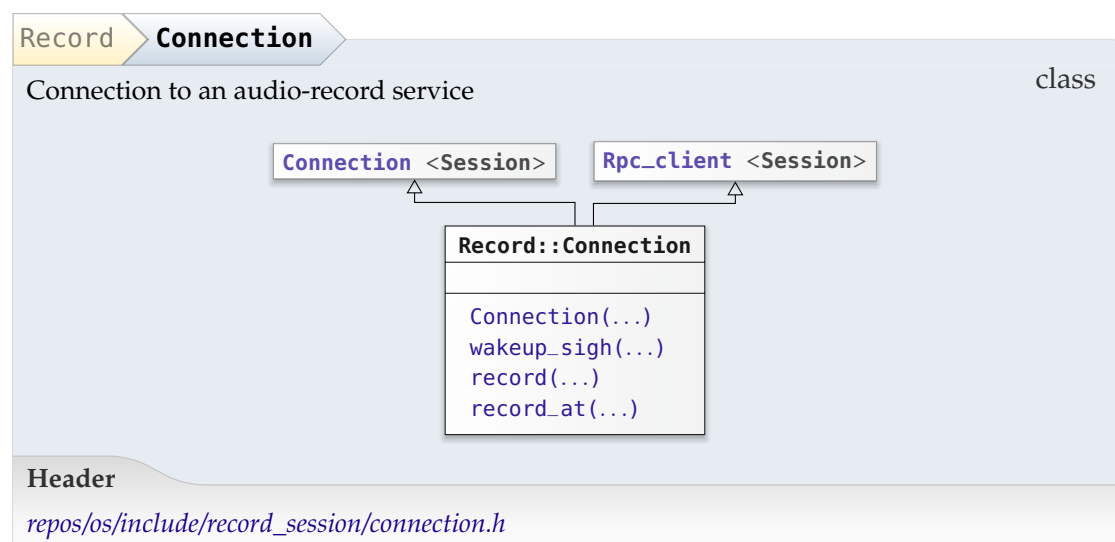 Record Connection
class
Connection to an audio-record service
Connection <Session> Rpc_client <Session>
Record::Connection
Connection(...)
wakeup_sigh(...)
record(...)
record_at(...)
Header
repos/os/include/record_session/connection.h